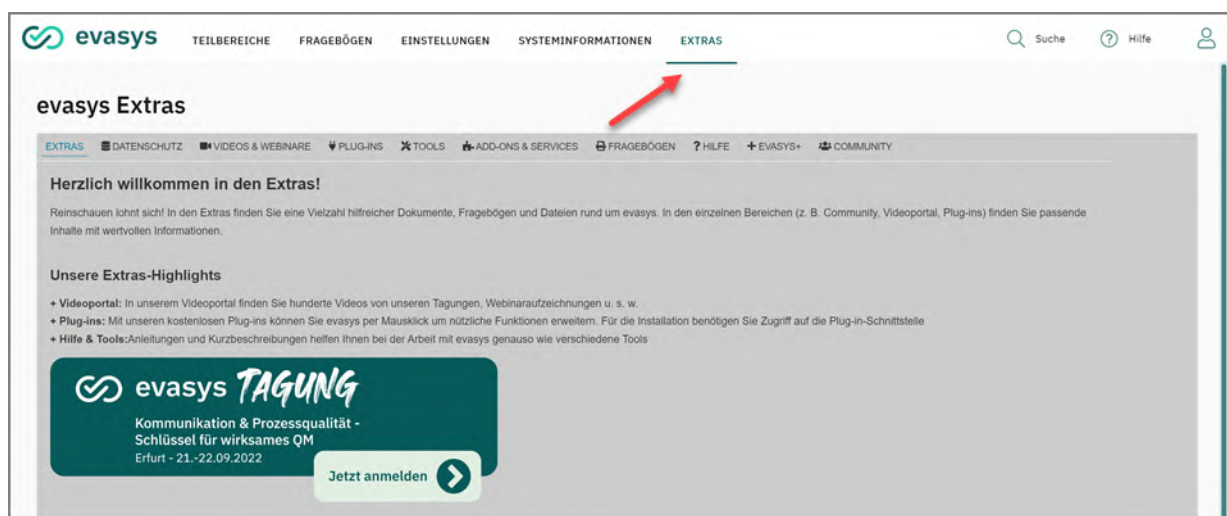 evasys TEILBEREICHE FRAGEBÖGEN EINSTELLUNGEN SYSTEMINFORMATIONEN EXTRAS Suche ? Hilfe
evasys Extras
EXTRAS DATENSCHUTZ VIDEOS & WEBINARE PLUG-INS TOOLS ADD-ONS & SERVICES FRAGEBÖGEN ? HILFE + EVASYS+ COMMUNITY
Herzlich willkommen in den Extras!
Reinschauen lohnt sich! In den Extras finden Sie eine Vielzahl hilfreicher Dokumente, Fragebögen und Dateien rund um evasys. In den einzelnen Bereichen (z. B. Community, Videoportal, Plug-ins) finden Sie passende
Inhalte mit wertvollen Informationen.
Unsere Extras-Highlights
+ Videoportal: In unserem Videoportal finden Sie hunderte Videos von unseren Tagungen, Webinaraufzeichnungen u. s. w.
+ Plug-ins: Mit unseren kostenlosen Plug-ins können Sie evasys per Mausklick um nützliche Funktionen erweitern. Für die Installation benötigen Sie Zugriff auf die Plug-in-Schnittstelle
+ Hilfe & Tools:Anleitungen und Kurzbeschreibungen helfen Ihnen bei der Arbeit mit evasys genauso wie verschiedene Tools
evasys TAGUNG
Kommunikation & Prozessqualität -
Schlüssel für wirksames QM
Erfurt - 21.-22.09.2022
Jetzt anmelden